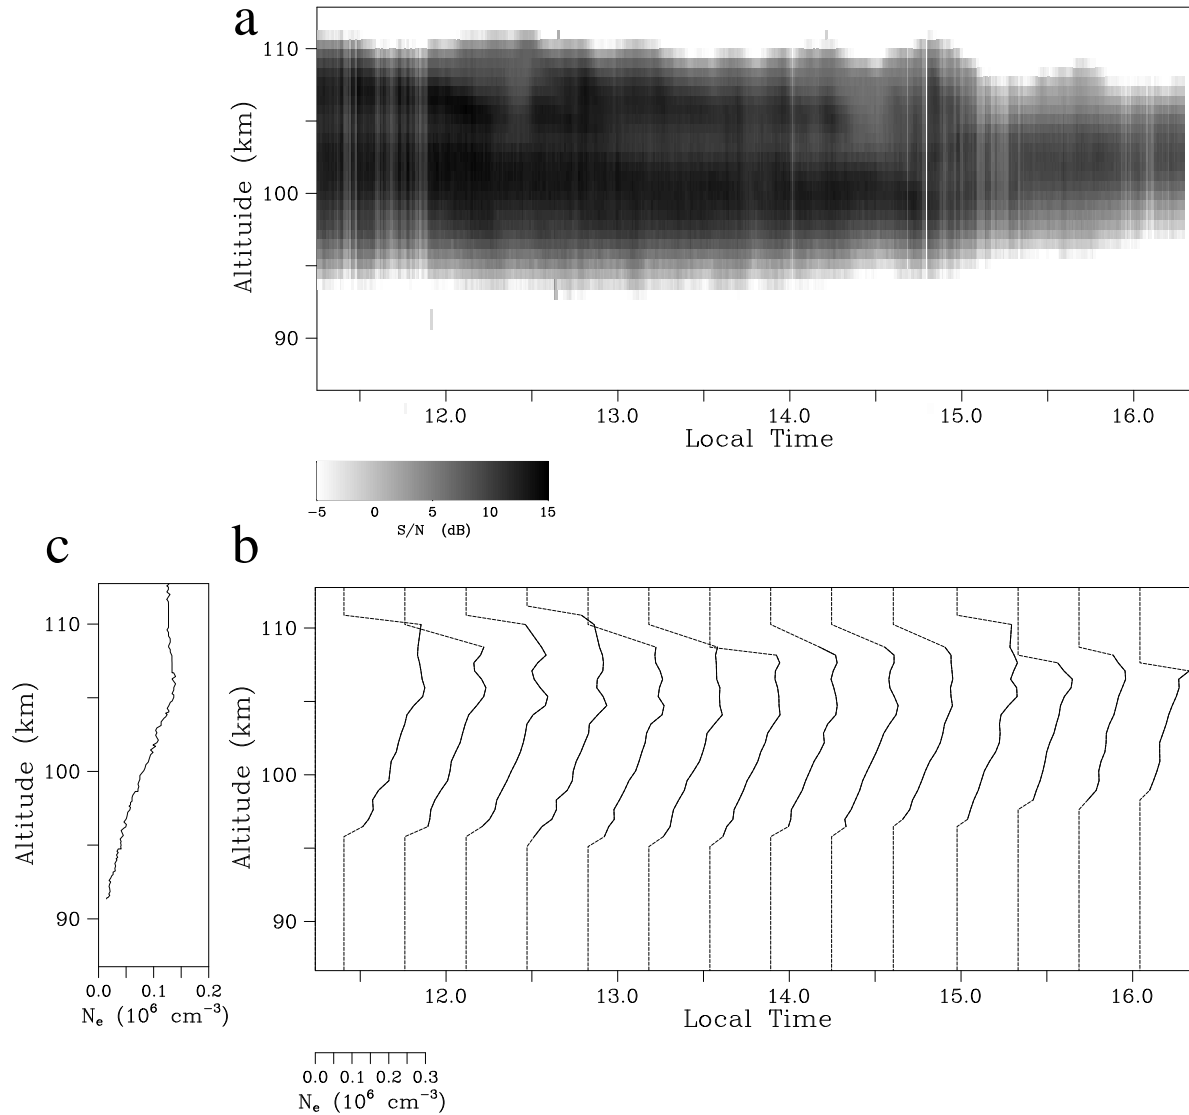 a
110
100
90
Altituide (km)
12.0 13.0 14.0 15.0 16.0
Local Time
-5 0 5 10 15
S/N (dB)
c
110
100
90
Altitude (km)
0.0 0.1 0.2
Ne (10⁶ cm⁻³)
b
110
100
90
Altitude (km)
12.0 13.0 14.0 15.0 16.0
Local Time
0.0 0.1 0.2 0.3
Ne (10⁶ cm⁻³)